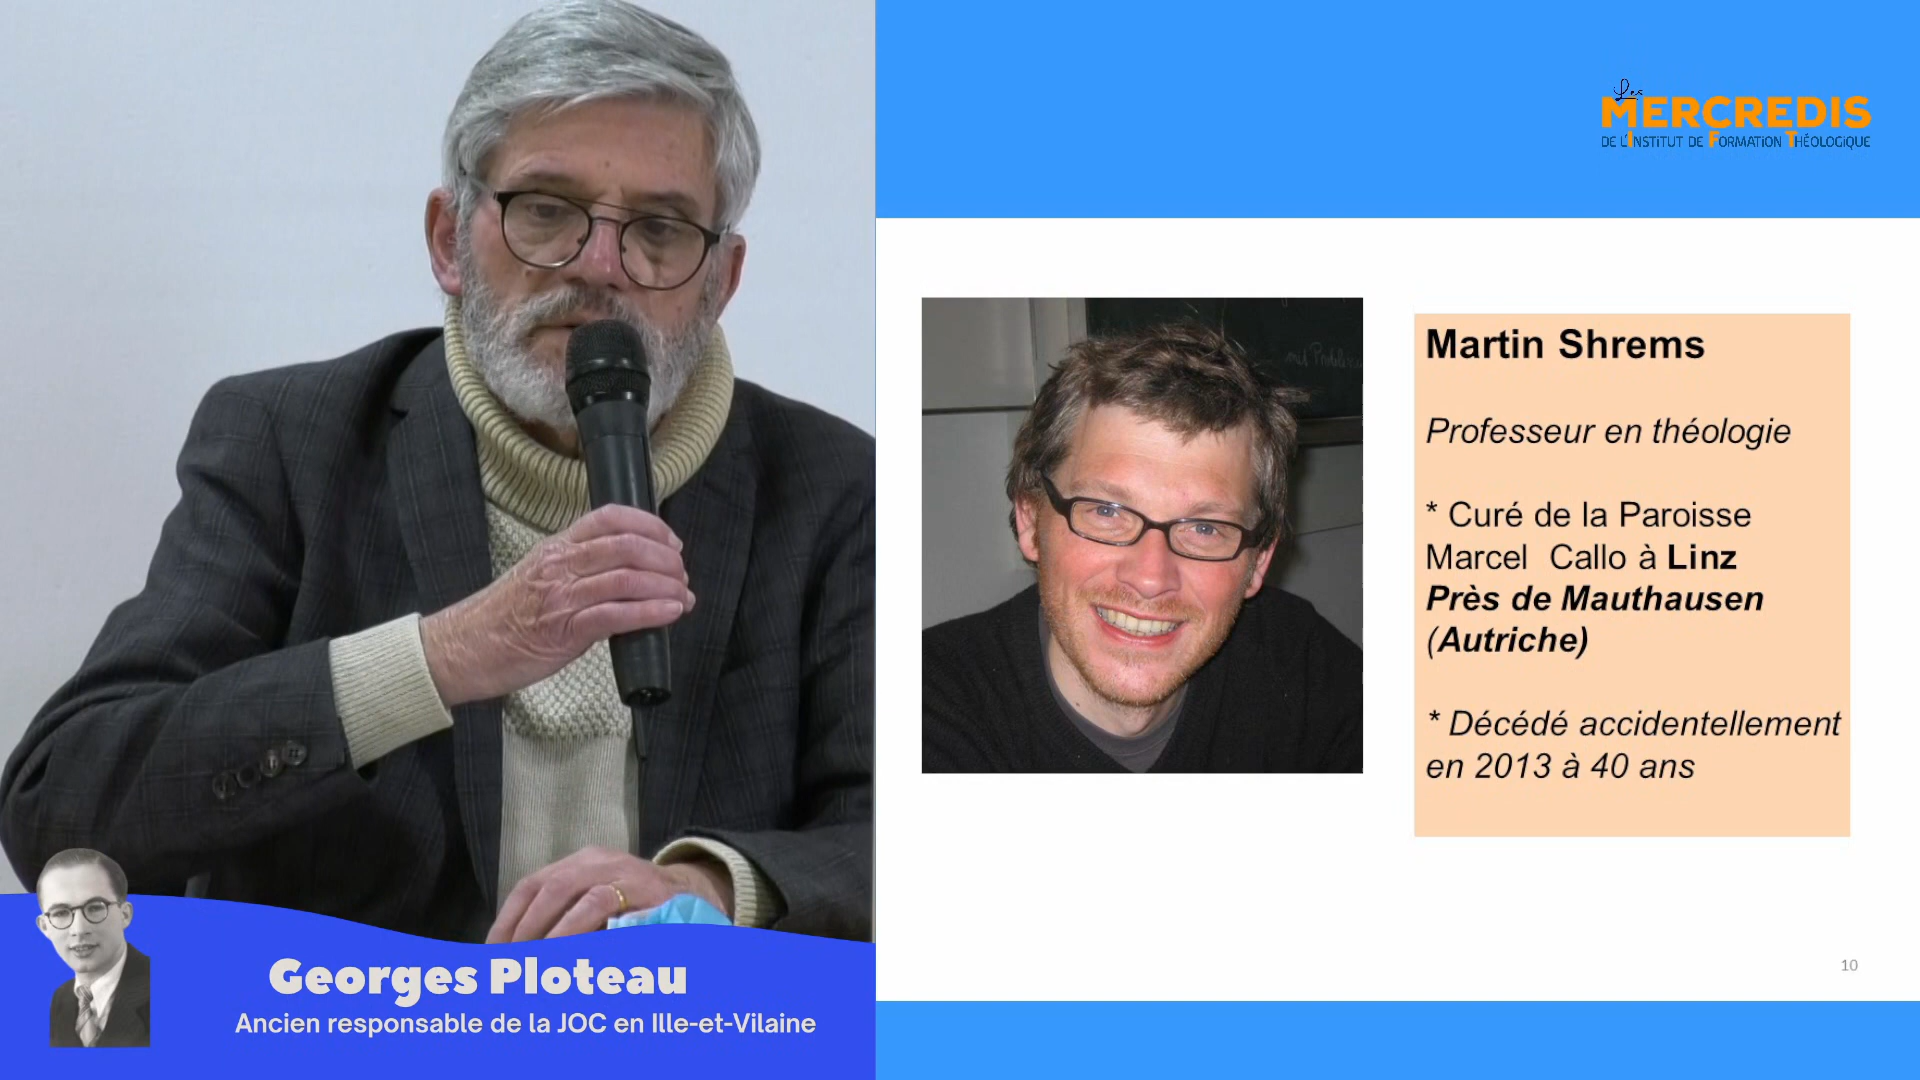 Les
MERCREDIS
DE L'INSTITUT DE FORMATION THÉOLOGIQUE
Martin Shrems
Professeur en théologie
* Curé de la Paroisse
Marcel Callo à Linz
Près de Mauthausen
(Autriche)
* Décédé accidentellement
en 2013 à 40 ans
10
Georges Ploteau
Ancien responsable de la JOC en Ille-et-Vilaine